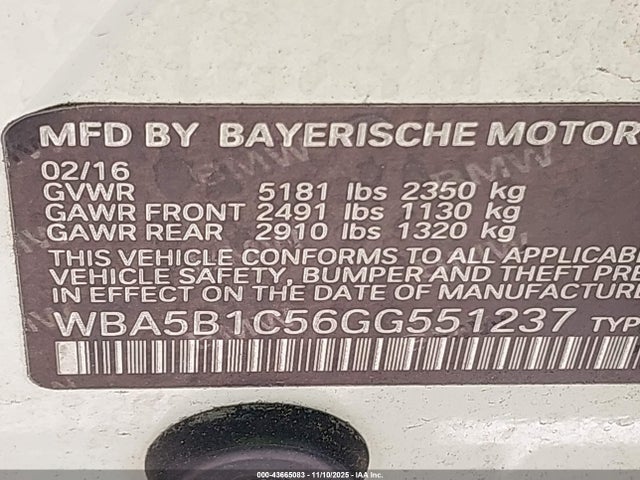 MFD BY BAYERISCHE MOTOR
02/16
GVWR 5181 lbs 2350 kg
GAWR FRONT 2491 lbs 1130 kg
GAWR REAR 2910 lbs 1320 kg
THIS VEHICLE CONFORMS TO ALL APPLICABL
VEHICLE SAFETY, BUMPER AND THEFT PRE
IN EFFECT ON THE DATE OF MANUFACTURE
WBA5B1C56GG551237 TYP
000-43665083 - 11/10/2025 - IAA Inc.